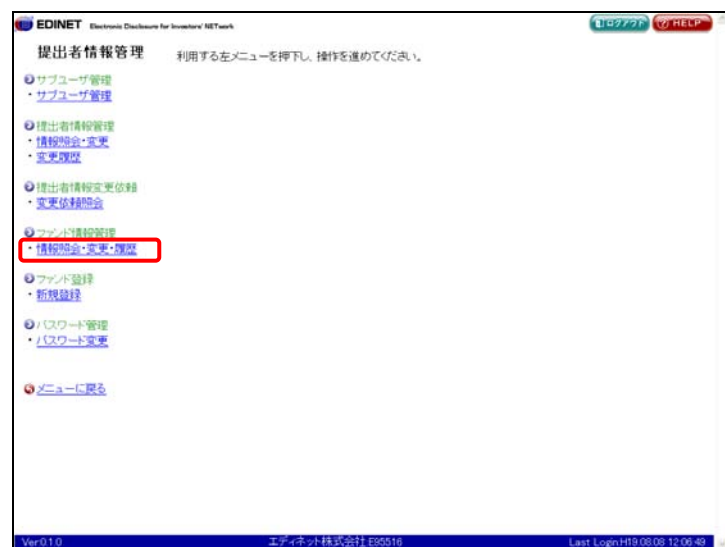 EDINET Electronic Disclosure for Investors' NETwork
ログアウト HELP
提出者情報管理 利用する左メニューを押下し、操作を進めてください。
サブユーザ管理
・サブユーザ管理
提出者情報管理
・情報照会・変更
・変更履歴
提出者情報変更依頼
・変更依頼照会
ファンド情報管理
・情報照会・変更・履歴
ファンド登録
・新規登録
パスワード管理
・パスワード変更
メニューに戻る
Ver.0.1.0 エディネット株式会社 E95516 Last Login:H19.08.08 12:06:49